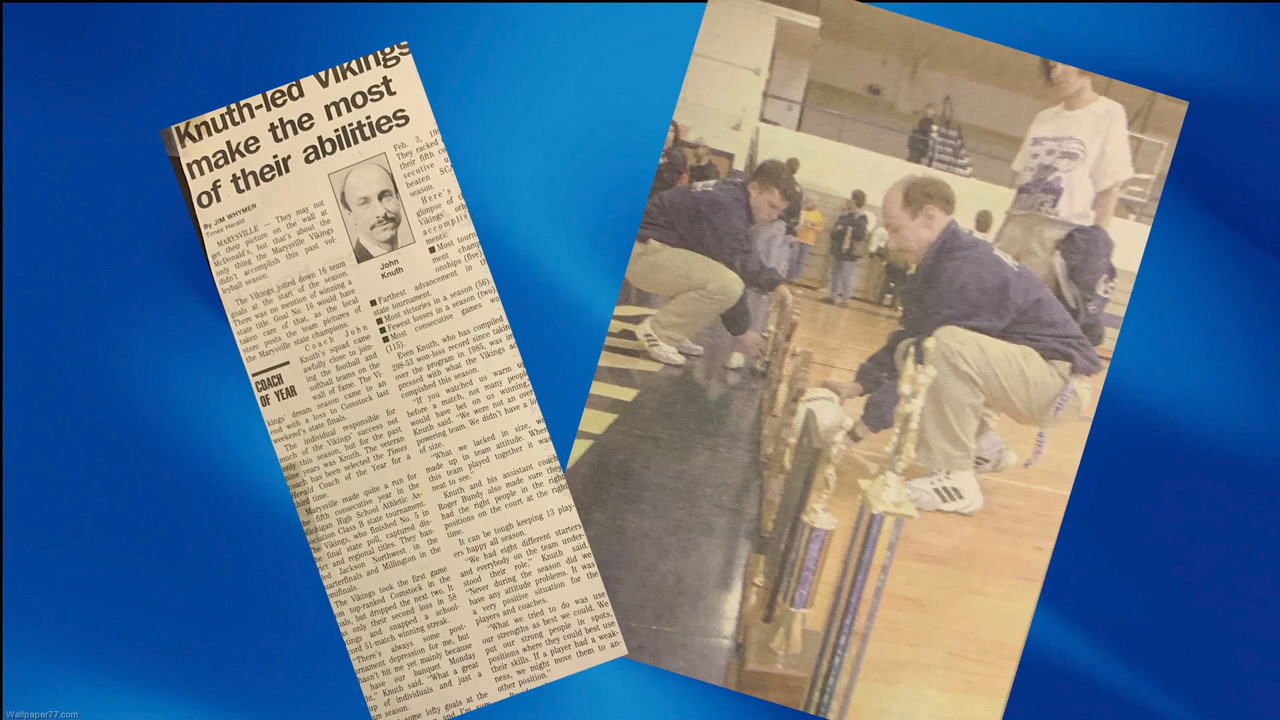 Knuth-led Vikings
make the most
of their abilities
By JIM WHYMER
Times Herald
MARYSVILLE — They may not
get their picture on the wall at
McDonald's, but that's about the
only thing the Marysville Vikings
didn't accomplish this past vol-
leyball season.
The Vikings jotted down 16 team
goals at the start of the season.
There was no mention of winning a
state title. Goal No. 16 would have
taken care of that, as the local
store posts the team pictures of
the Marysville state champions.
Coach John
Knuth's squad came
awfully close to join-
ing the football and
softball teams on the
wall of fame. The Vi-
kings' dream season came to an
end with a loss to Comstock last
weekend's state finals.
COACH
OF YEAR
The individual responsible for
much of the Vikings' success not
only this season, but for the past
nine years was Knuth. The veteran
coach has been selected the Times
Herald Coach of the Year for a
third time.
Marysville made quite a run for
the fifth consecutive year in the
Michigan High School Athletic As-
sociation Class B state tournament.
The Vikings, who finished No. 5 in
the final state poll, captured dis-
trict and regional titles. They han-
dled Jackson Northwest in the
quarterfinals and Millington in the
semifinals.
The Vikings took the first game
top-ranked Comstock in the
but dropped the next two. It
as only their second loss in 58
and snapped a school-
record 51-match winning streak.
"There's always some post-
tournament depression for me, but
hasn't hit me yet mainly because
have our banquet Monday
Knuth said. "What a great
up of individuals and just a
season.
some lofty goals at the
and I'm
John
Knuth
Feb. 3,
They racked
their fifth
secutive
beaten
season.
Here's
glimpse of
Vikings'
accomplish
ments:
■ Most tourn
ment champ
onships (five)
■ Farthest advancement in
state tournament.
■ Most victories in a season (56).
■ Fewest losses in a season (two)
■ Most consecutive games
(115).
Even Knuth, who has compiled
298-53 won-loss record since taking
over the program in 1985, was im
pressed with what the Vikings ac
complished this season.
"If you watched us warm up
before a match, not many people
would have bet on us winning,"
Knuth said. "We were not an over
powering team. We didn't have a lot
of size.
"What we lacked in size, we
made up in team attitude. When
this team played together it was
neat to see."
Knuth and his assistant coach
Roger Bundy also made sure they
had the right people in the right
positions on the court at the right
time.
It can be tough keeping 13 play-
ers happy all season.
"We had eight different starters
and everybody on the team under-
stood their role," Knuth said.
"Never during the season did we
have any attitude problems. It was
a very positive situation for the
players and coaches.
"What we tried to do was use
our strengths as best we could. We
put our strong people in spots,
positions where they could best use
their skills. If a player had a weak-
ness, we might move them to an-
other position."
Wallpaper77.com